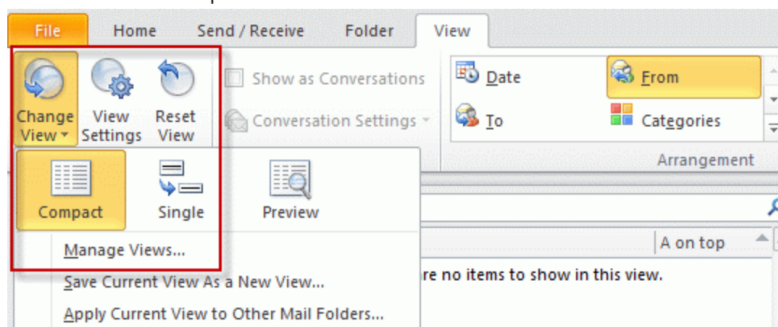 File Home Send / Receive Folder View
Show as Conversations Date From
Change View View Settings Reset View Conversation Settings To Categories
Arrangement
Compact Single Preview
Manage Views... A on top
Save Current View As a New View... re no items to show in this view.
Apply Current View to Other Mail Folders...